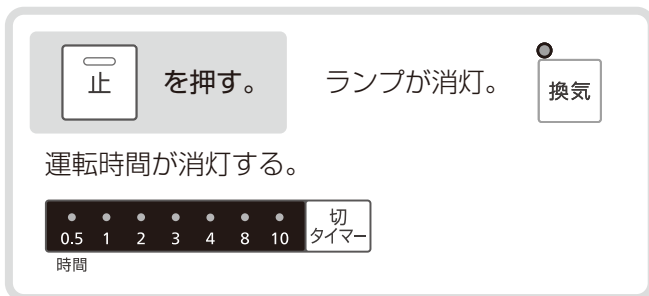 止 を押す。 ランプが消灯。 換気
運転時間が消灯する。
0.5 1 2 3 4 8 10 切
タイマー
時間